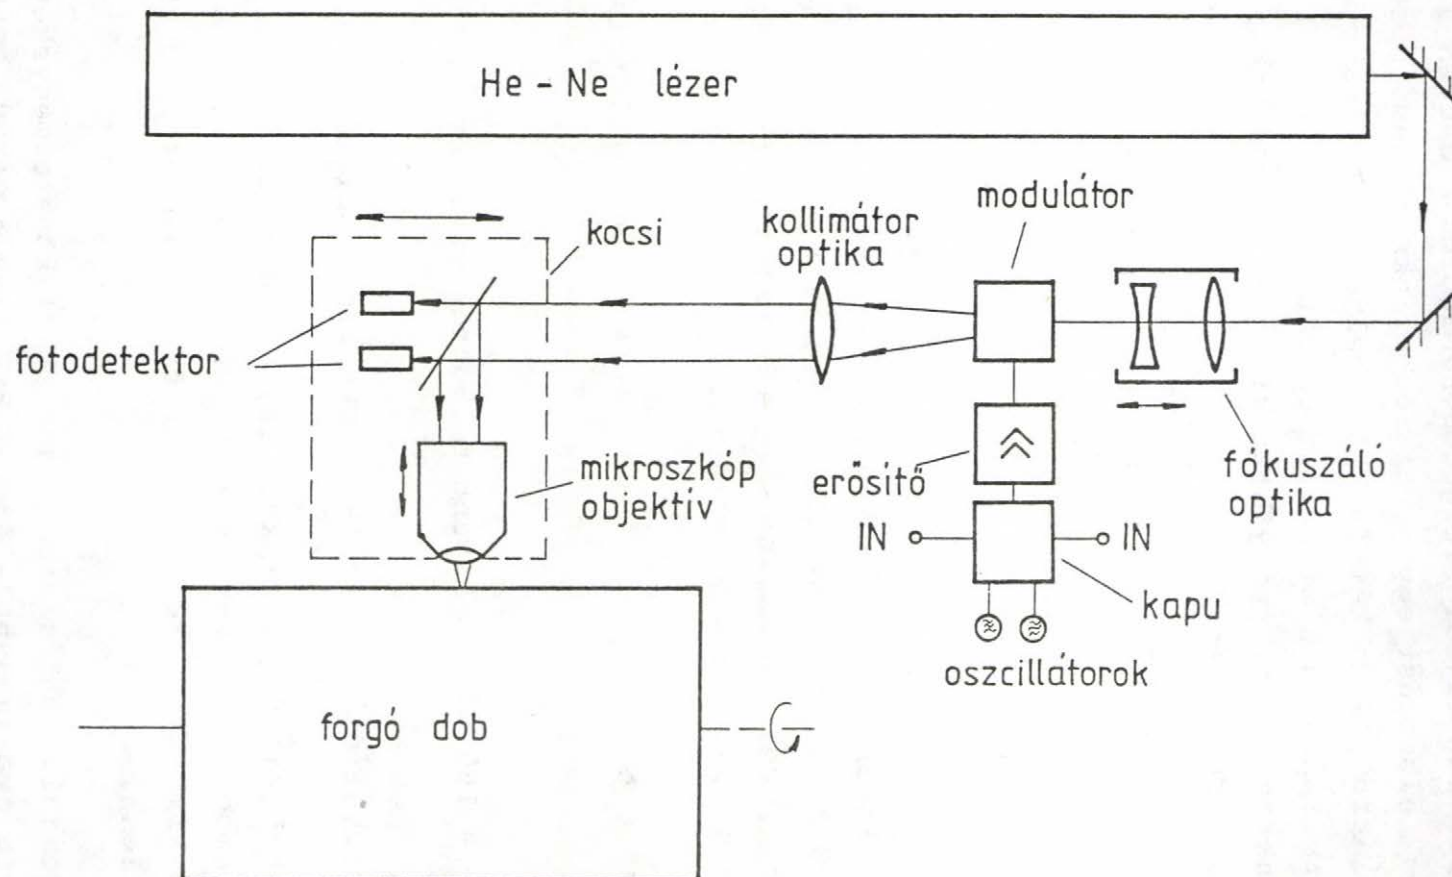 He - Ne lézer
modulátor
kollimátor
optika
kocsi
fotodetektor
mikroszkóp
objektív
erősítő
fókuszáló
optika
IN
IN
kapu
oszcillátorok
forgó dob